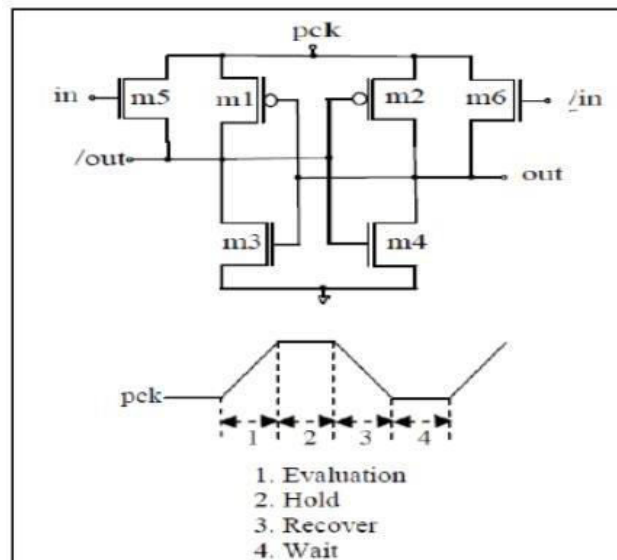 pck
in m5 m1 m2 m6 /in
/out out
m3 m4
pck
1 2 3 4
1. Evaluation
2. Hold
3. Recover
4. Wait